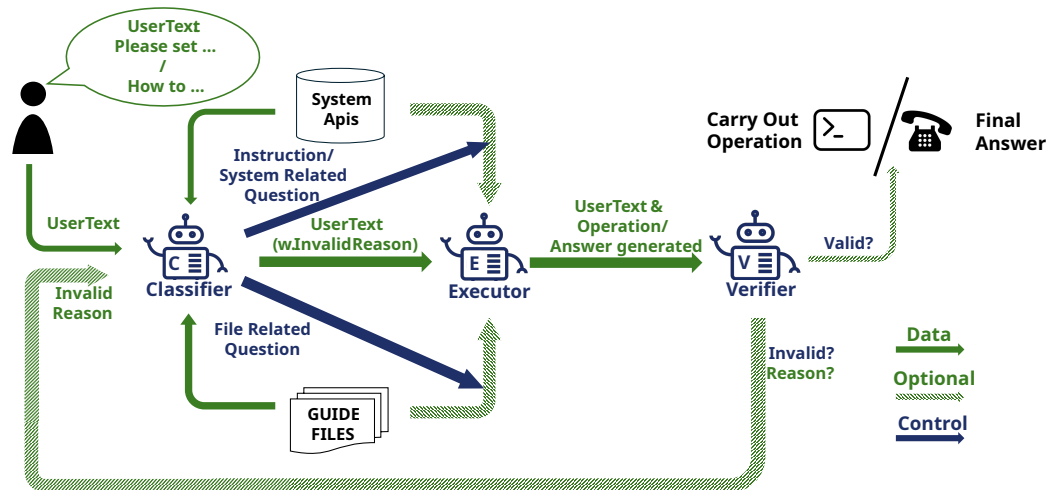 UserText
Please set ...
/
How to ...
System
Apis
Carry Out
Operation
Final
Answer
Instruction/
System Related
Question
UserText
UserText
(w.InvalidReason)
UserText &
Operation/
Answer generated
Valid?
C
Classifier
E
Executor
V
Verifier
Invalid
Reason
File Related
Question
Invalid?
Reason?
GUIDE
FILES
Data
Optional
Control